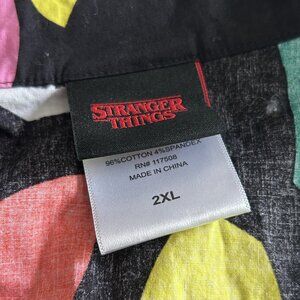 STRANGER
THINGS
96%COTTON 4%SPANDEX
RN# 117508
MADE IN CHINA
2XL